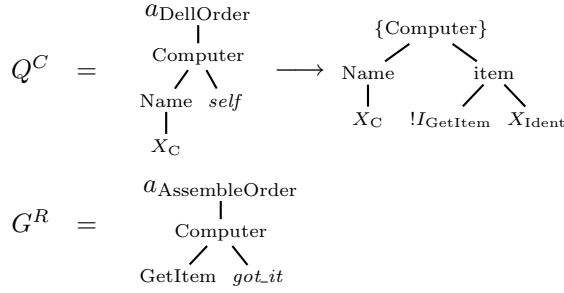 a_DellOrder {Computer}
Q^C = Computer ⟶ Name item
Name self X_C !I_GetItem X_Ident
X_C
a_AssembleOrder
G^R = Computer
GetItem got_it